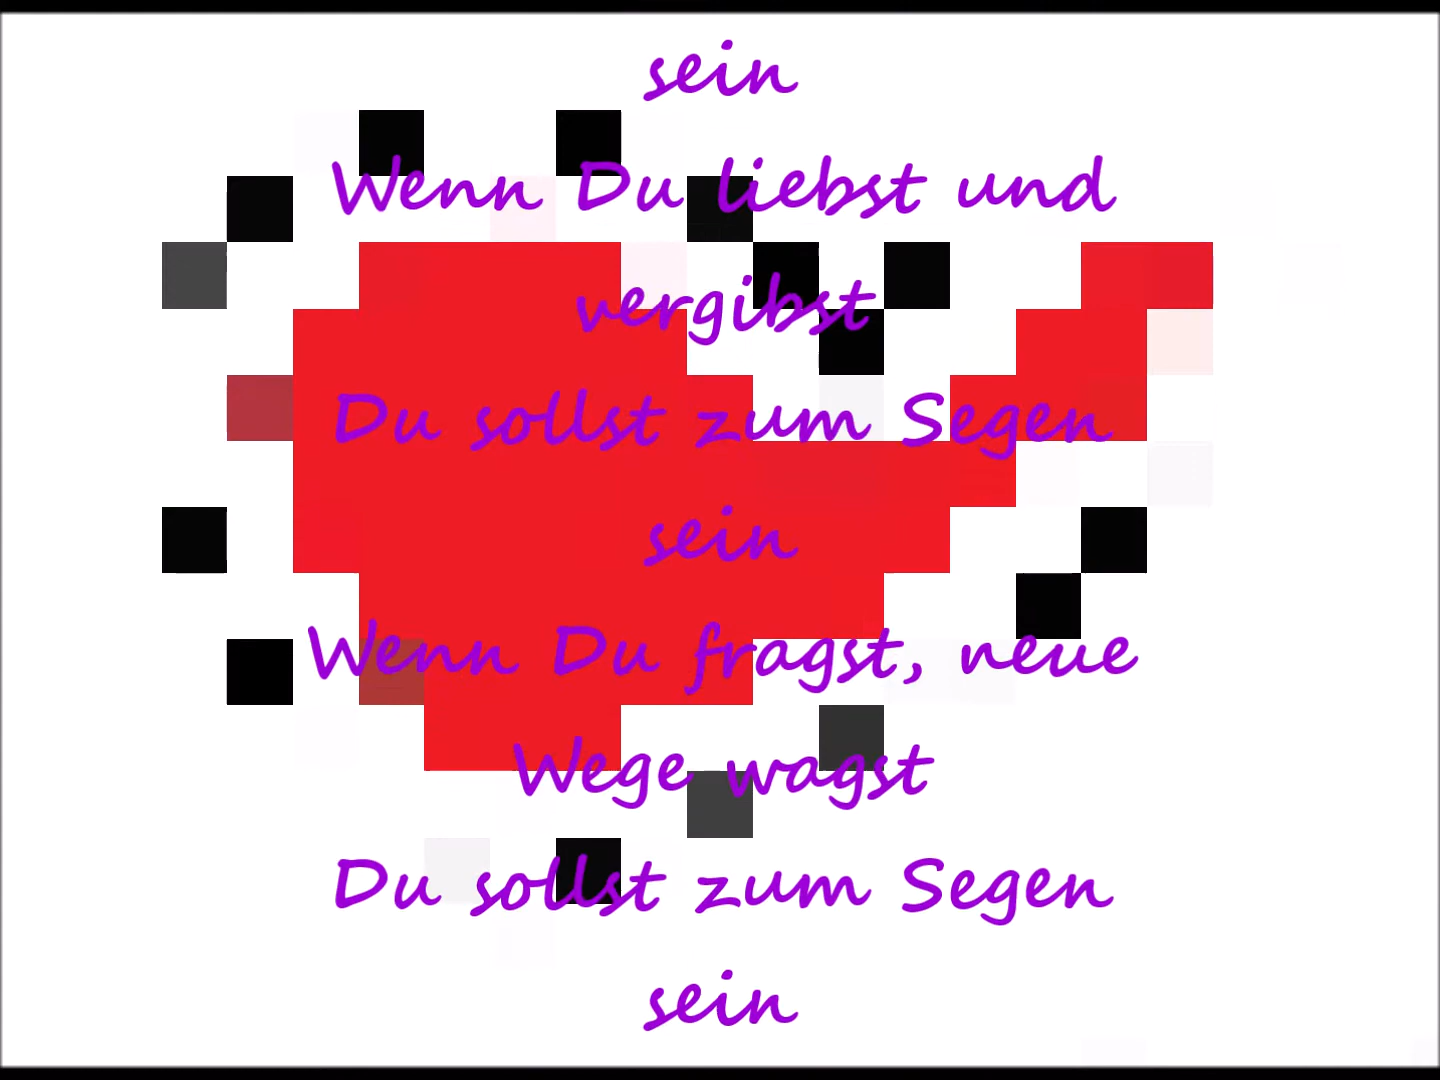 sein
Wenn Du liebst und
vergibst
Du sollst zum Segen
sein
Wenn Du fragst, neue
Wege wagst
Du sollst zum Segen
sein